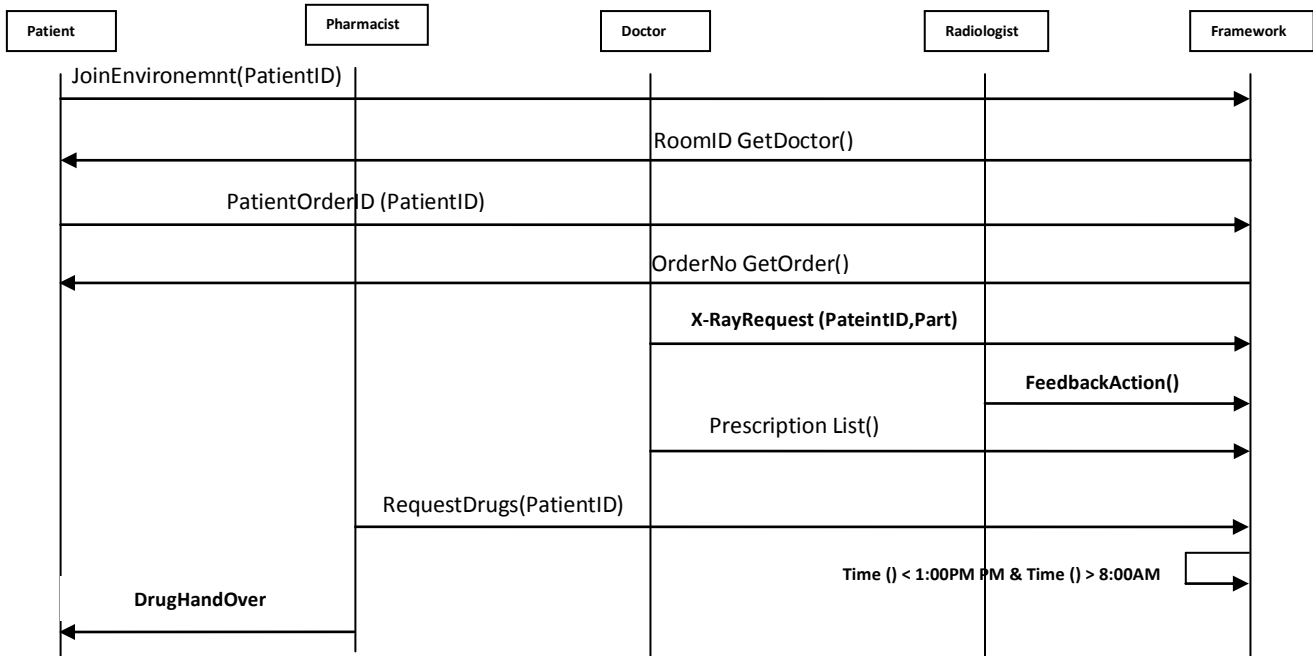 Patient
Pharmacist
Doctor
Radiologist
Framework
JoinEnvironemnt(PatientID)
RoomID GetDoctor()
PatientOrderID (PatientID)
OrderNo GetOrder()
X-RayRequest (PateintID,Part)
FeedbackAction()
Prescription List()
RequestDrugs(PatientID)
Time () < 1:00PM PM & Time () > 8:00AM
DrugHandOver